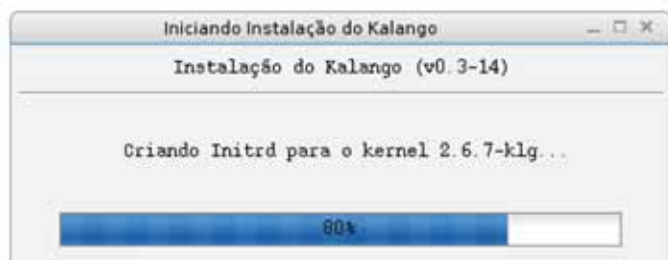 Iniciando Instalação do Kalango
Instalação do Kalango (v0.3-14)
Criando Initrd para o kernel 2.6.7-klg...
80%